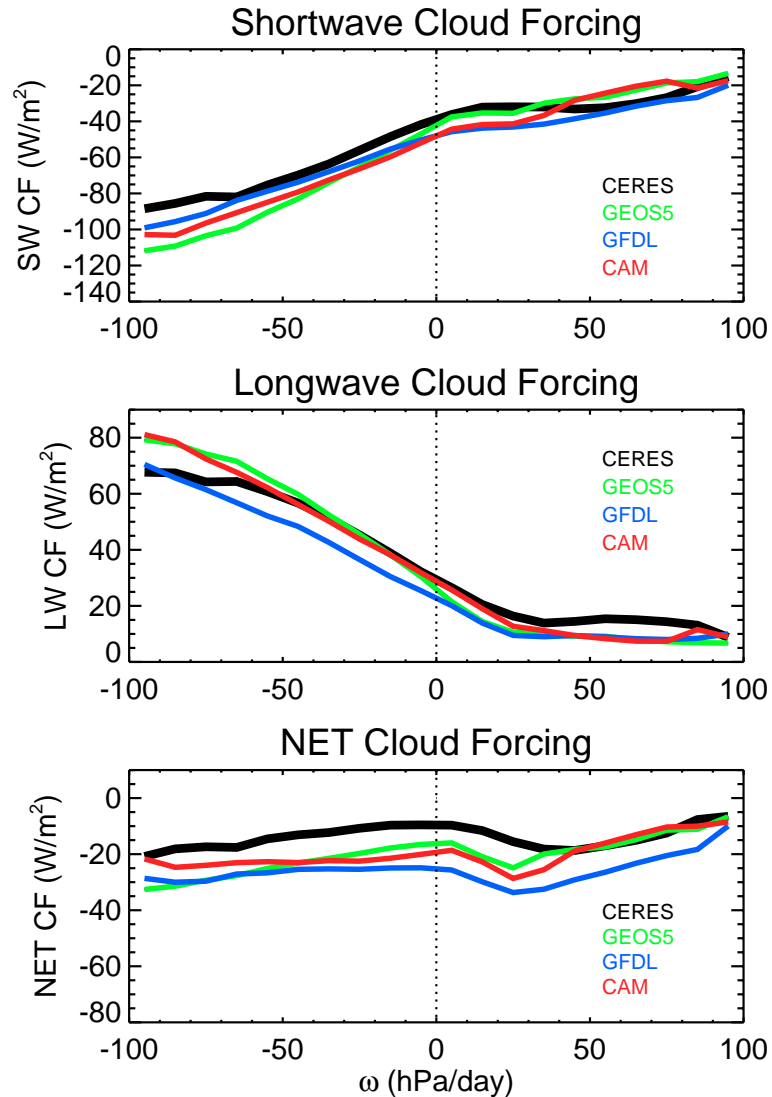 Shortwave Cloud Forcing
0
-20
-40
-60
-80
-100
-120
-140
SW CF (W/m²)
CERES
GEOS5
GFDL
CAM
-100 -50 0 50 100
Longwave Cloud Forcing
80
60
40
20
0
LW CF (W/m²)
CERES
GEOS5
GFDL
CAM
-100 -50 0 50 100
NET Cloud Forcing
0
-20
-40
-60
-80
NET CF (W/m²)
CERES
GEOS5
GFDL
CAM
-100 -50 0 50 100
ω (hPa/day)